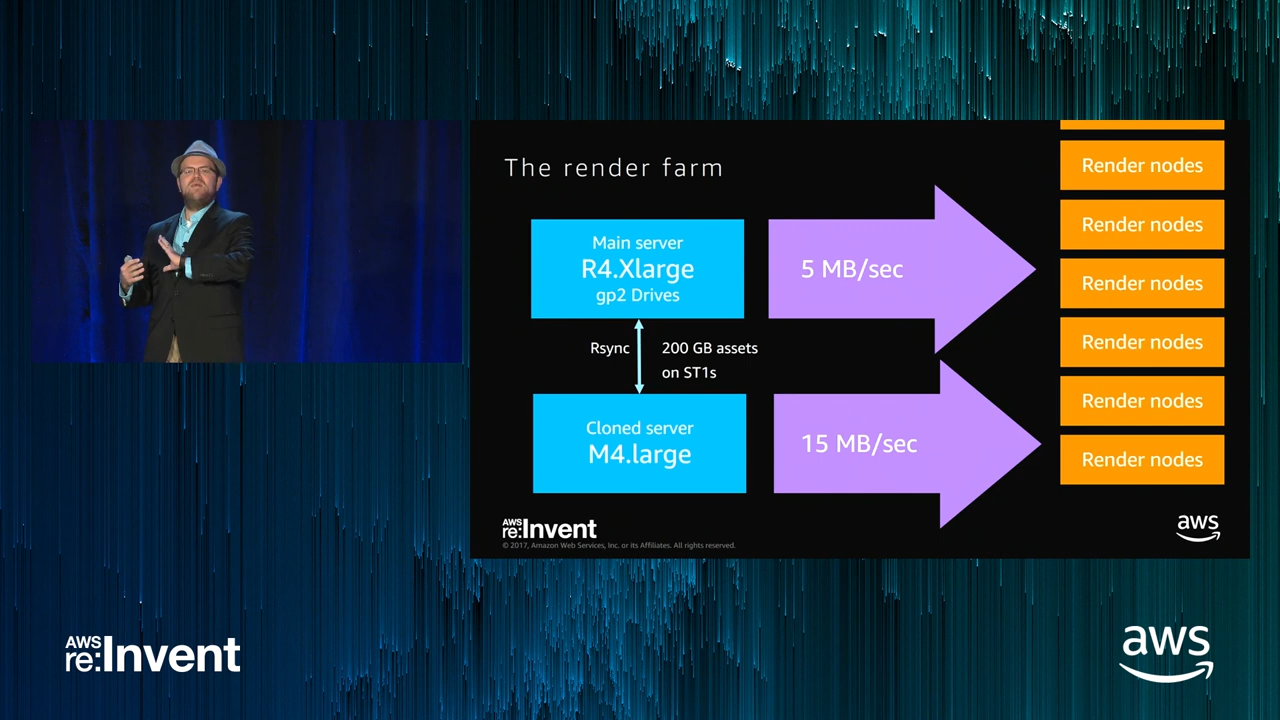 The render farm
Main server
R4.Xlarge
gp2 Drives
5 MB/sec
Rsync
200 GB assets
on ST1s
Cloned server
M4.large
15 MB/sec
Render nodes
Render nodes
Render nodes
Render nodes
Render nodes
Render nodes
AWS
re:Invent
© 2017, Amazon Web Services, Inc. or its Affiliates. All rights reserved.
aws
AWS
re:Invent
aws